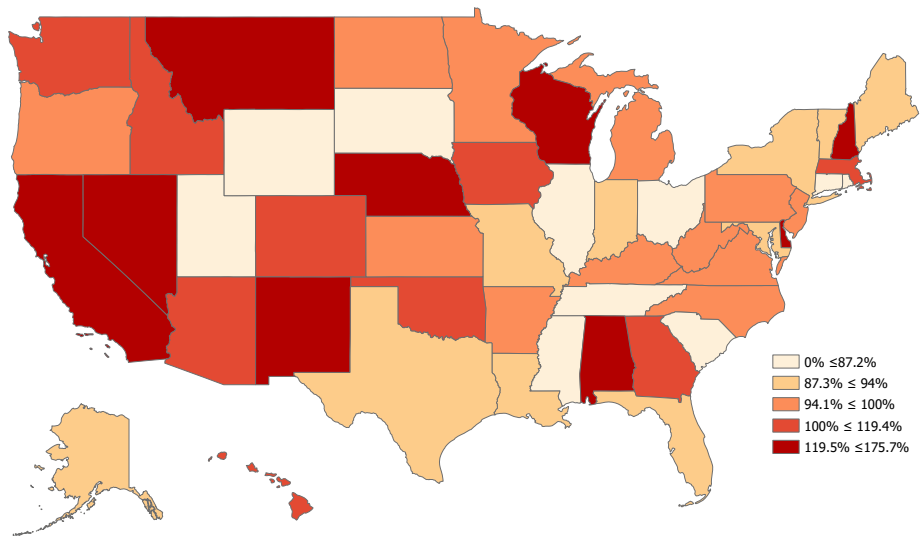 0% ≤87.2%
87.3% ≤ 94%
94.1% ≤ 100%
100% ≤ 119.4%
119.5% ≤175.7%